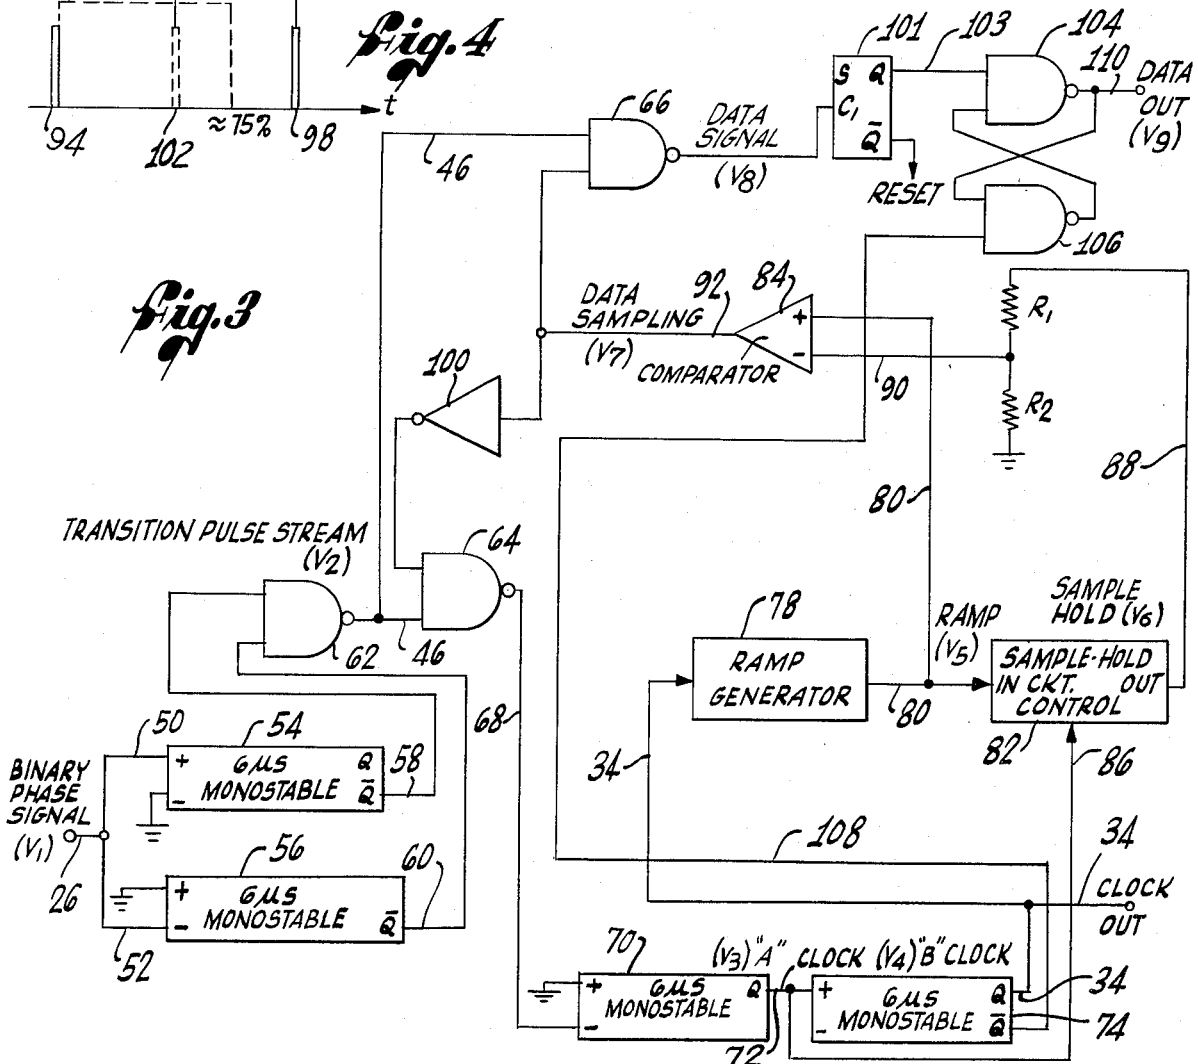 Fig. 4
t
94
102
≈75%
98
101
103
104
110
DATA
OUT
(V9)
66
DATA
SIGNAL
(V8)
S Q
C1
Q̅
RESET
46
106
Fig. 3
DATA
SAMPLING
(V7)
92
84
+
-
COMPARATOR
90
R1
R2
100
88
80
TRANSITION PULSE STREAM
(V2)
64
62
46
78
RAMP
GENERATOR
RAMP
(V5)
80
SAMPLE
HOLD (V6)
SAMPLE-HOLD
IN CKT. OUT
CONTROL
82
86
68
34
50
54
+ 6µS Q
- MONOSTABLE Q̅
58
BINARY
PHASE
SIGNAL
(V1)
26
56
60
+ 6µS
- MONOSTABLE Q̅
52
108
34
CLOCK
OUT
70
(V3) "A" CLOCK
(V4) "B" CLOCK
+ 6µS Q
- MONOSTABLE
72
+ 6µS Q
- MONOSTABLE Q̅
34
74